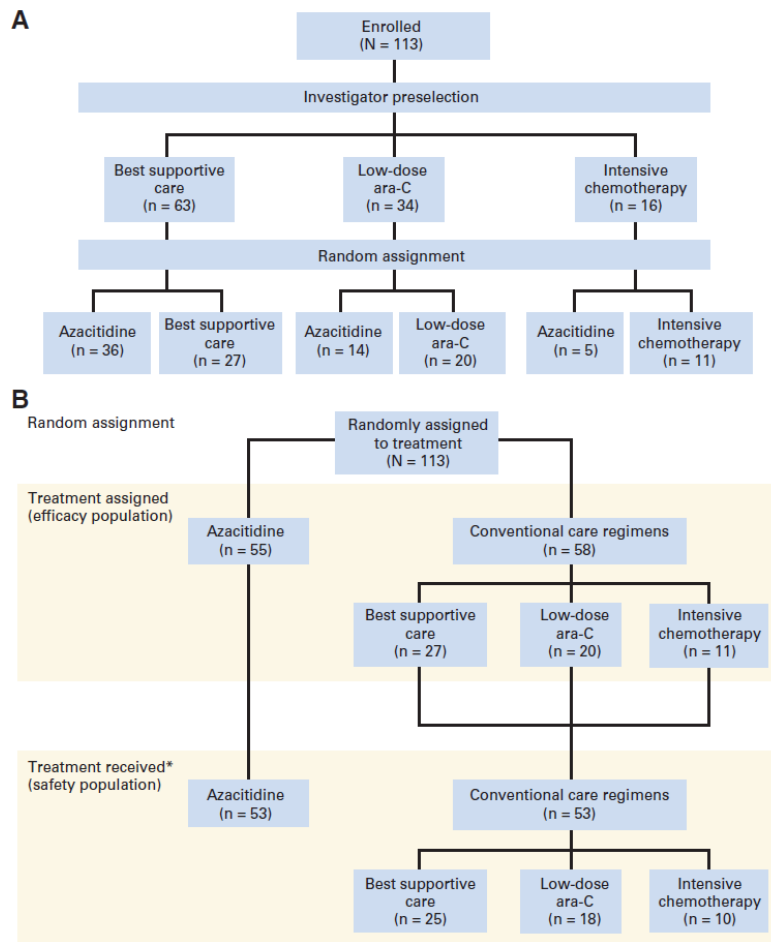 A
Enrolled
(N = 113)
Investigator preselection
Best supportive
care
(n = 63)
Low-dose
ara-C
(n = 34)
Intensive
chemotherapy
(n = 16)
Random assignment
Azacitidine
(n = 36)
Best supportive
care
(n = 27)
Azacitidine
(n = 14)
Low-dose
ara-C
(n = 20)
Azacitidine
(n = 5)
Intensive
chemotherapy
(n = 11)
B
Random assignment
Randomly assigned
to treatment
(N = 113)
Treatment assigned
(efficacy population)
Azacitidine
(n = 55)
Conventional care regimens
(n = 58)
Best supportive
care
(n = 27)
Low-dose
ara-C
(n = 20)
Intensive
chemotherapy
(n = 11)
Treatment received*
(safety population)
Azacitidine
(n = 53)
Conventional care regimens
(n = 53)
Best supportive
care
(n = 25)
Low-dose
ara-C
(n = 18)
Intensive
chemotherapy
(n = 10)